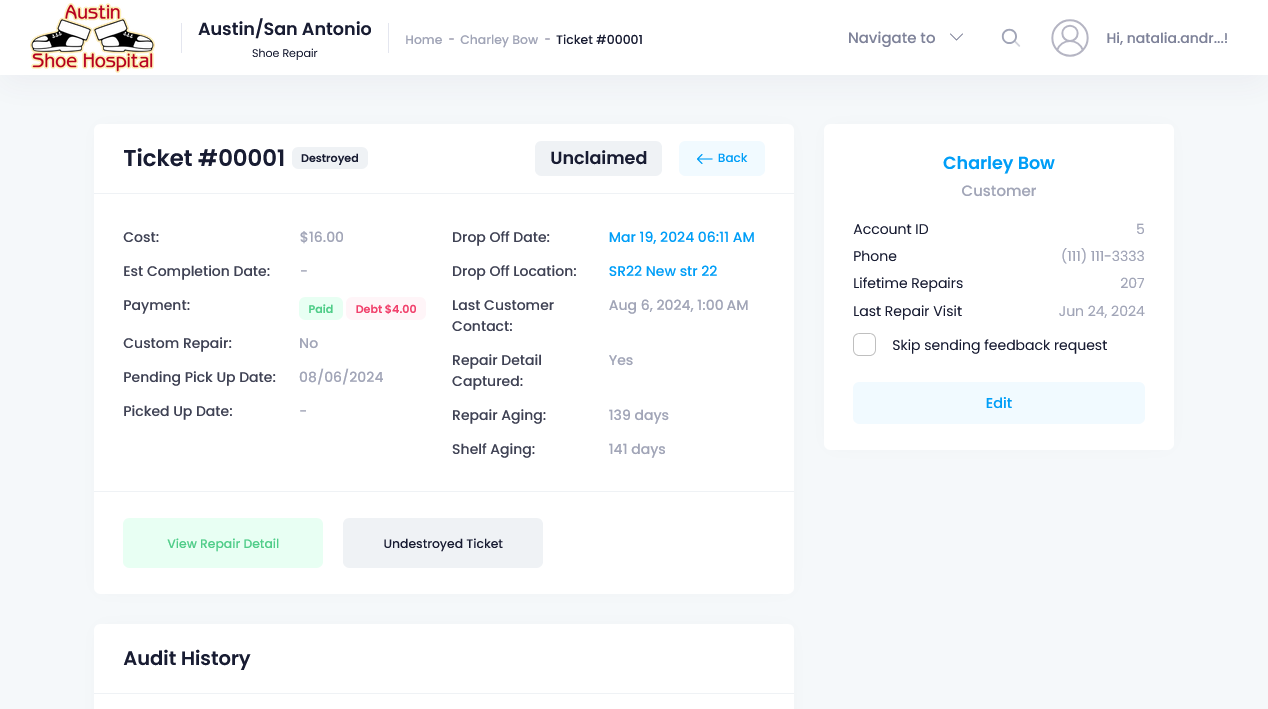 Austin
Shoe Hospital
Austin/San Antonio
Shoe Repair
Home - Charley Bow - Ticket #00001
Navigate to
Hi, natalia.andr...!
Ticket #00001 Destroyed
Unclaimed
← Back
Cost: $16.00
Est Completion Date: -
Payment: Paid Debt $4.00
Custom Repair: No
Pending Pick Up Date: 08/06/2024
Picked Up Date: -
Drop Off Date: Mar 19, 2024 06:11 AM
Drop Off Location: SR22 New str 22
Last Customer Aug 6, 2024, 1:00 AM
Contact:
Repair Detail Yes
Captured:
Repair Aging: 139 days
Shelf Aging: 141 days
View Repair Detail
Undestroyed Ticket
Charley Bow
Customer
Account ID 5
Phone (111) 111-3333
Lifetime Repairs 207
Last Repair Visit Jun 24, 2024
Skip sending feedback request
Edit
Audit History